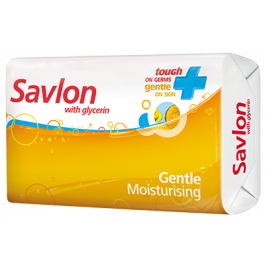 Savlon
with glycerin
tough
ON GERMS
gentle
ON SKIN
Gentle
Moisturising
Savlon
with glycerin